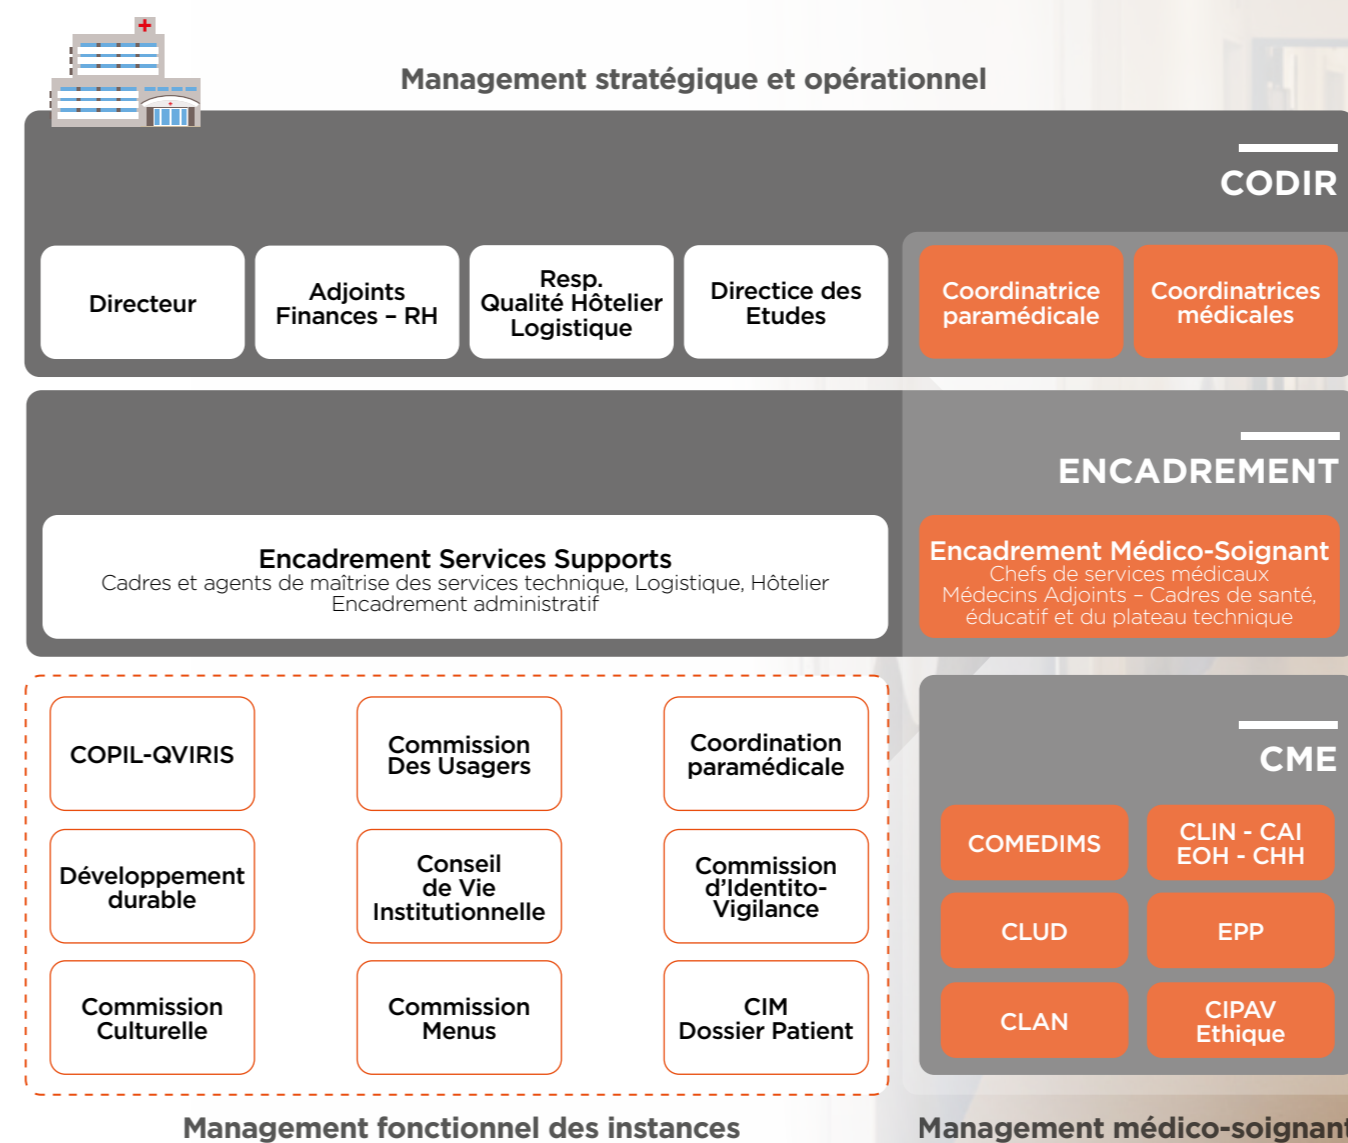 Management stratégique et opérationnel
CODIR
Directeur
Adjoints
Finances – RH
Resp.
Qualité Hôtelier
Logistique
Directice des
Etudes
Coordinatrice
paramédicale
Coordinatrices
médicales
ENCADREMENT
Encadrement Services Supports
Cadres et agents de maîtrise des services technique, Logistique, Hôtelier
Encadrement administratif
Encadrement Médico-Soignant
Chefs de services médicaux
Médecins Adjoints – Cadres de santé,
éducatif et du plateau technique
COPIL-QVIRIS
Commission
Des Usagers
Coordination
paramédicale
Développement
durable
Conseil
de Vie
Institutionnelle
Commission
d'Identito-
Vigilance
Commission
Culturelle
Commission
Menus
CIM
Dossier Patient
CME
COMEDIMS
CLIN - CAI
EOH - CHH
CLUD
EPP
CLAN
CIPAV
Ethique
Management fonctionnel des instances
Management médico-soignant